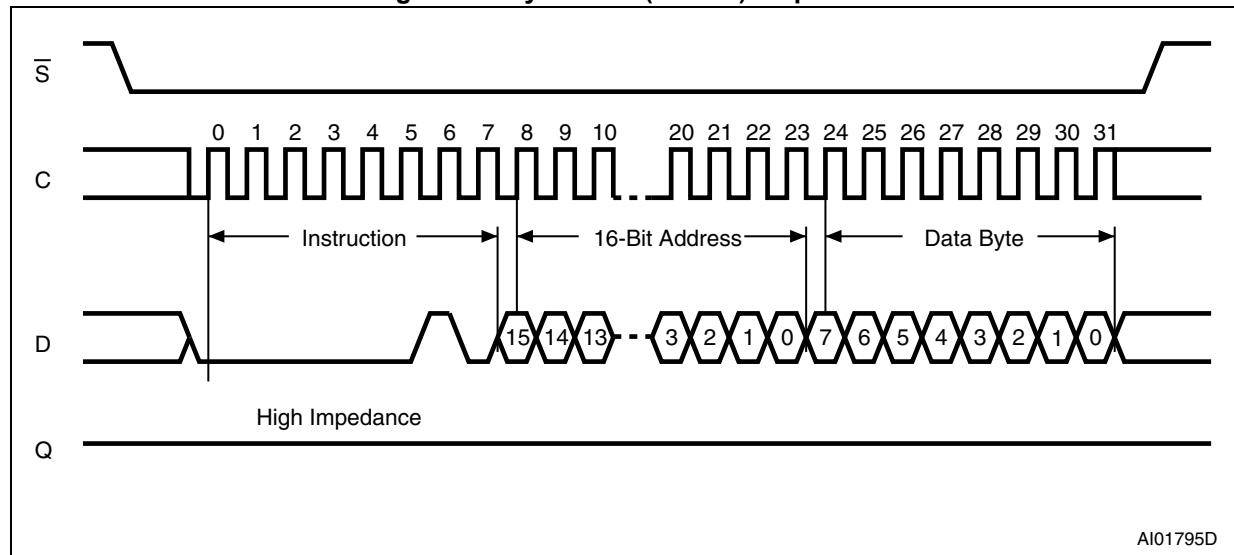 S
0 1 2 3 4 5 6 7 8 9 10 20 21 22 23 24 25 26 27 28 29 30 31
C
Instruction 16-Bit Address Data Byte
D 15 14 13 3 2 1 0 7 6 5 4 3 2 1 0
High Impedance
Q
AI01795D